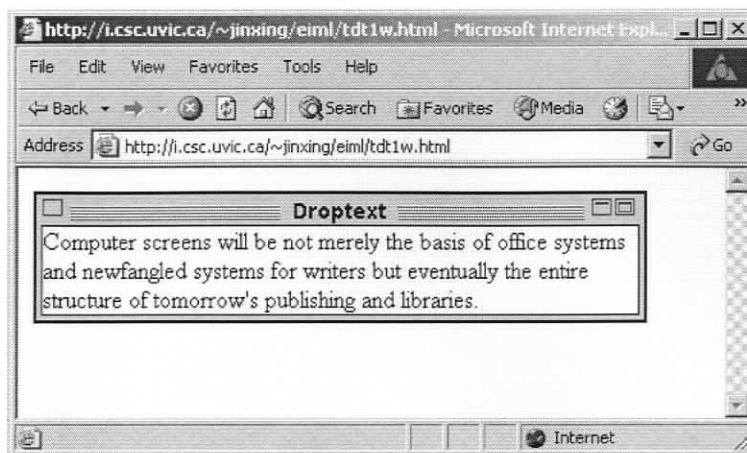 http://i.csc.uvic.ca/~jinxing/eiml/tdt1w.html - Microsoft Internet Expl...
File Edit View Favorites Tools Help
Back Search Favorites Media »
Address http://i.csc.uvic.ca/~jinxing/eiml/tdt1w.html Go
Droptext
Computer screens will be not merely the basis of office systems
and newfangled systems for writers but eventually the entire
structure of tomorrow's publishing and libraries.
Internet